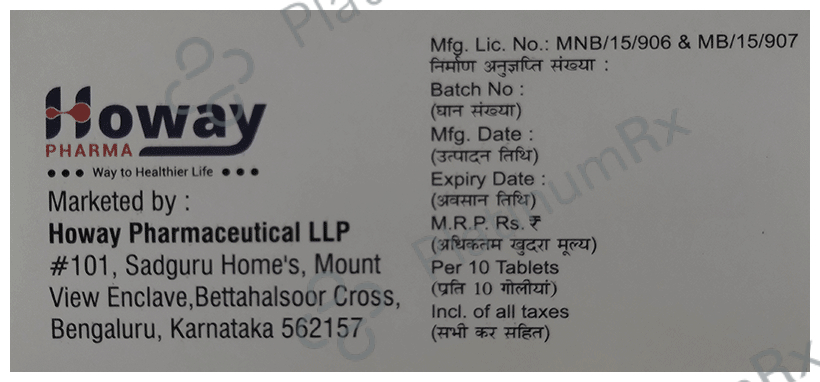 Howay
PHARMA
Way to Healthier Life
Marketed by :
Howay Pharmaceutical LLP
#101, Sadguru Home's, Mount
View Enclave,Bettahalsoor Cross,
Bengaluru, Karnataka 562157
Mfg. Lic. No.: MNB/15/906 & MB/15/907
निर्माण अनुज्ञप्ति संख्या :
Batch No :
(घान संख्या)
Mfg. Date :
(उत्पादन तिथि)
Expiry Date :
(अवसान तिथि)
M.R.P. Rs. ₹
(अधिकतम खुदरा मूल्य)
Per 10 Tablets
(प्रति 10 गोलीयां)
Incl. of all taxes
(सभी कर संहित)
PlatinumRx